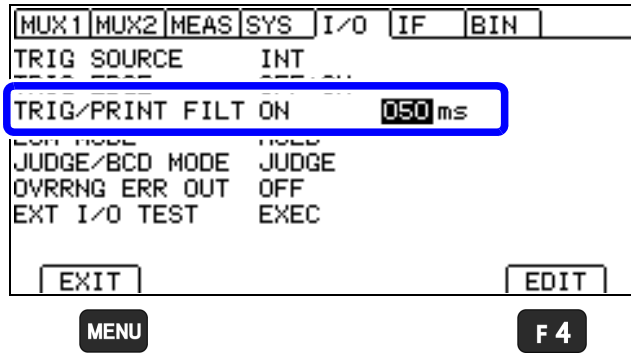 MUX1 MUX2 MEAS SYS I/O IF BIN
TRIG SOURCE INT
TRIG/PRINT FILT ON 050 ms
JUDGE/BCD MODE JUDGE
OVRRNG ERR OUT OFF
EXT I/O TEST EXEC
EXIT EDIT
MENU F 4